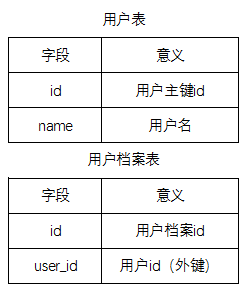 用户表
字段 意义
id 用户主键id
name 用户名
用户档案表
字段 意义
id 用户档案id
user_id 用户id（外键）